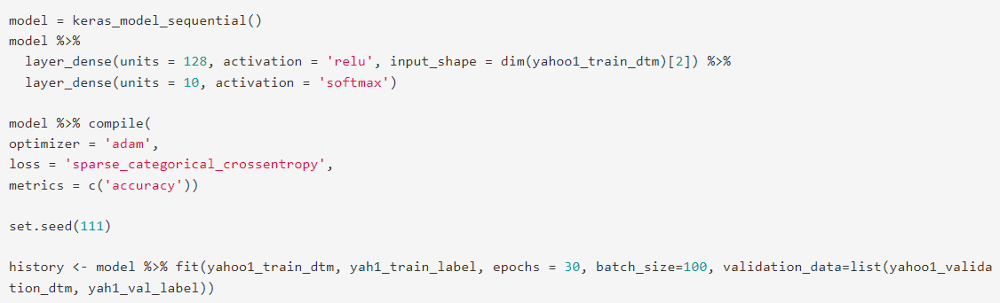 model = keras_model_sequential()
model %>%
  layer_dense(units = 128, activation = 'relu', input_shape = dim(yahoo1_train_dtm)[2]) %>%
  layer_dense(units = 10, activation = 'softmax')

model %>% compile(
optimizer = 'adam',
loss = 'sparse_categorical_crossentropy',
metrics = c('accuracy'))

set.seed(111)

history <- model %>% fit(yahoo1_train_dtm, yah1_train_label, epochs = 30, batch_size=100, validation_data=list(yahoo1_valida
tion_dtm, yah1_val_label))